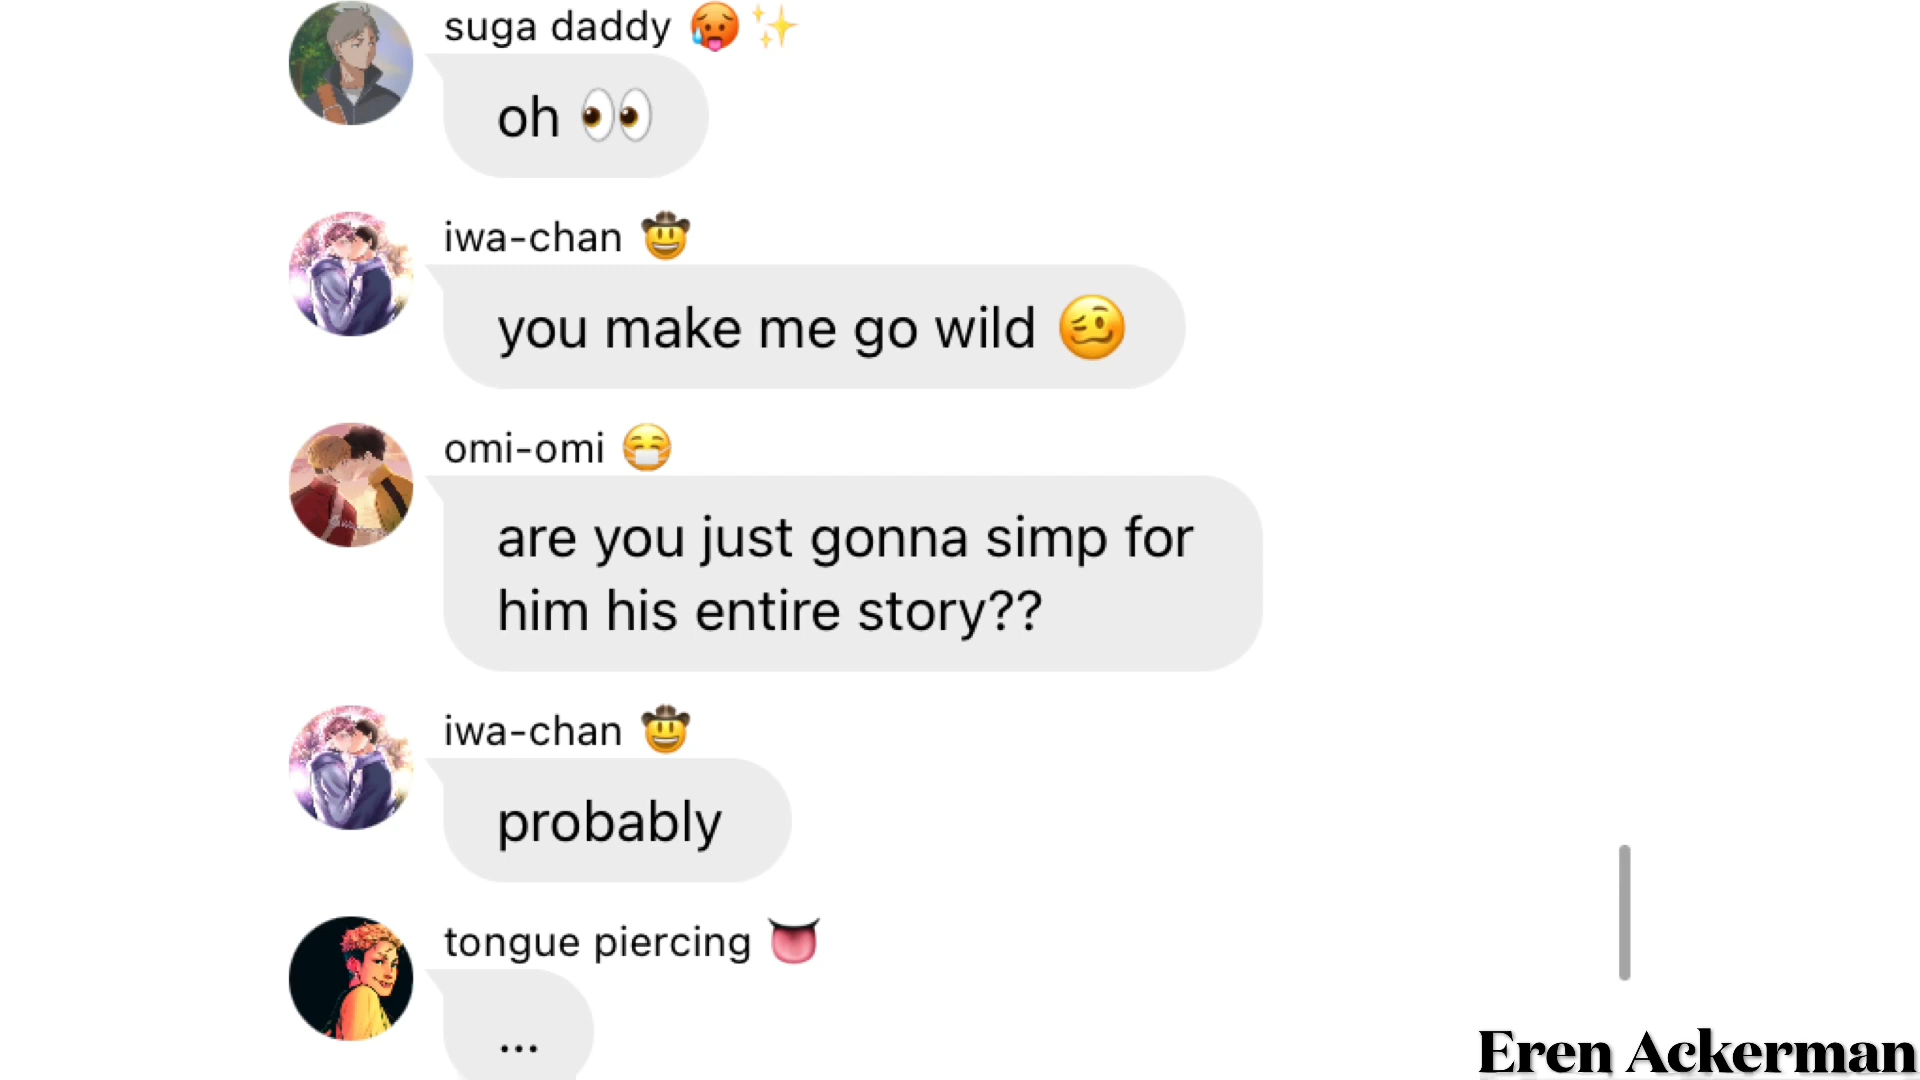 suga daddy 🥵 ✨
oh 👀
iwa-chan 🤠
you make me go wild 🥴
omi-omi 😷
are you just gonna simp for
him his entire story??
iwa-chan 🤠
probably
tongue piercing 👅
...
Eren Ackerman